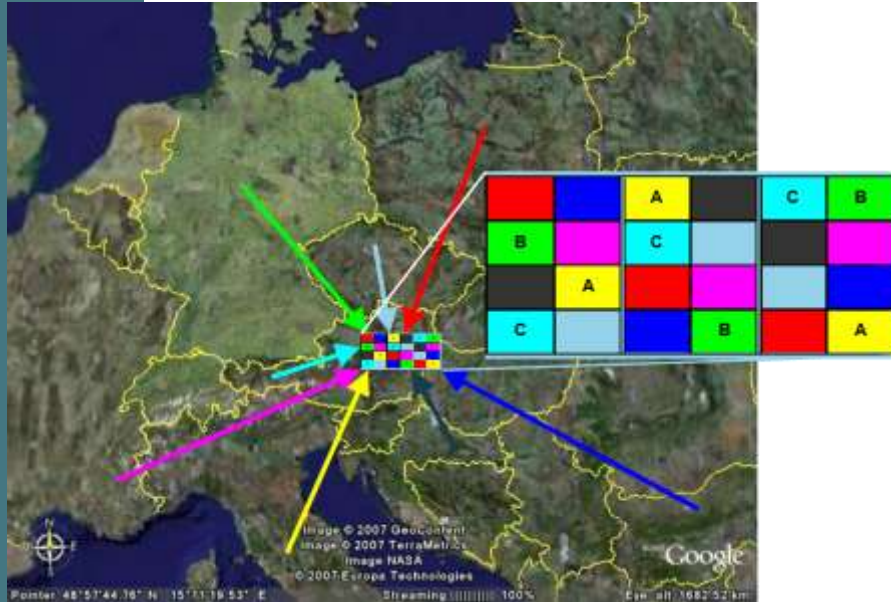 A C B
B C
A
C B A
Image © 2007 GeoContent
Image © 2007 TerraMetrics
Image NASA
© 2007 Europa Technologies
Google
N
E
Pointer 48°57'44.76" N 15°11'19.53" E Streaming |||||||||| 100% Eye alt 1682.52 km